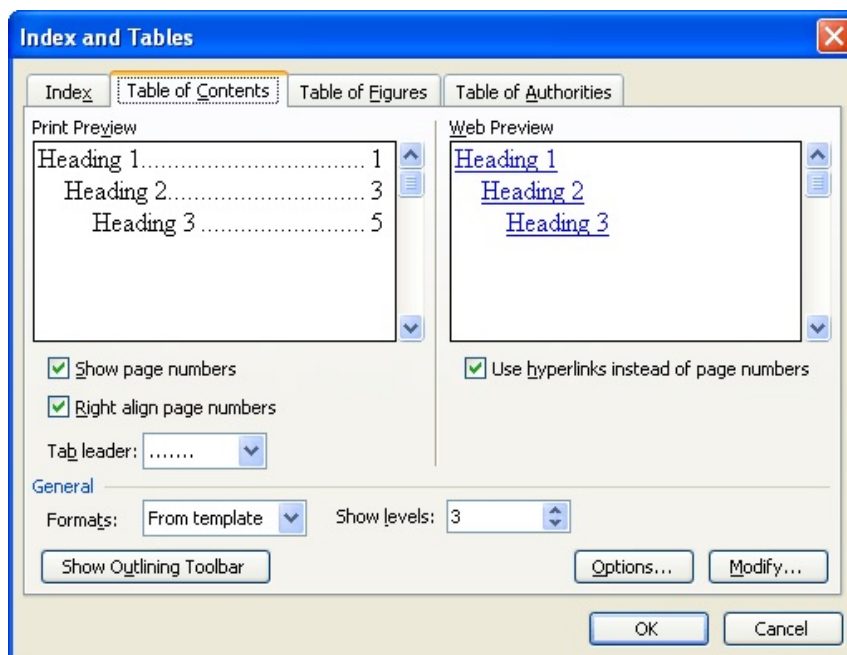 Index and Tables
Index
Table of Contents
Table of Figures
Table of Authorities
Print Preview
Heading 1.................................. 1
Heading 2.............................. 3
Heading 3 ........................ 5
Web Preview
Heading 1
Heading 2
Heading 3
Show page numbers
Right align page numbers
Use hyperlinks instead of page numbers
Tab leader: .......
General
Formats: From template
Show levels: 3
Show Outlining Toolbar
Options...
Modify...
OK
Cancel